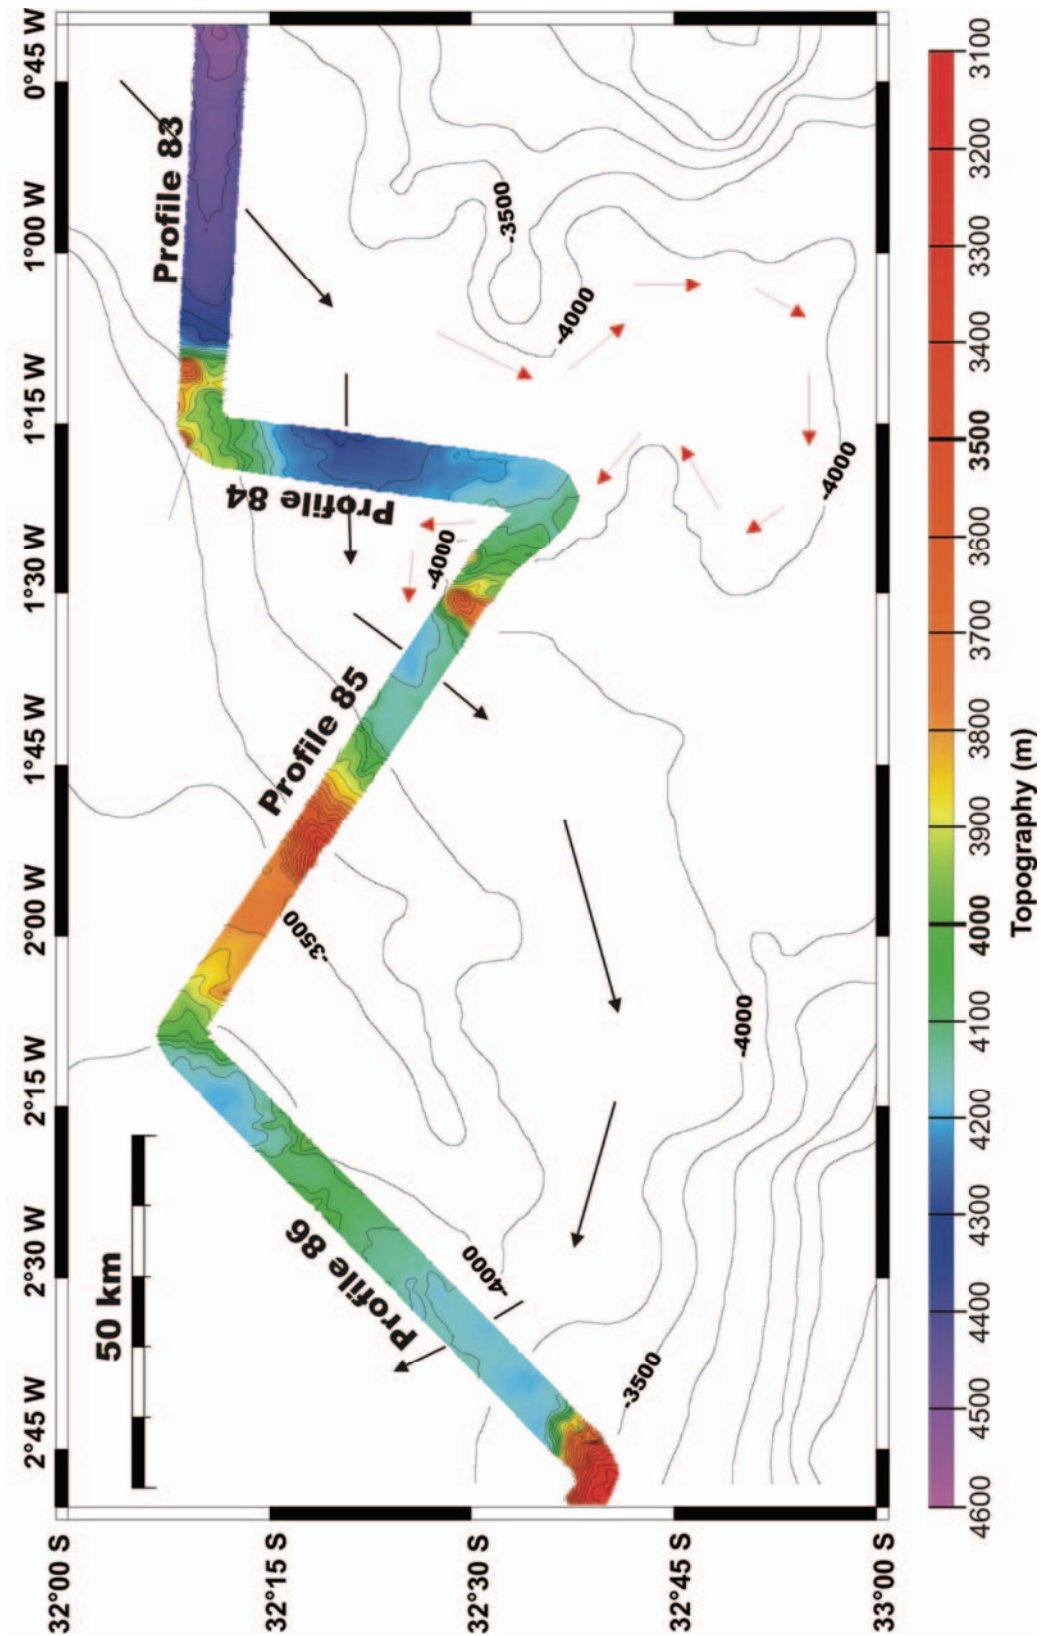 2°45 W
2°30 W
2°15 W
2°00 W
1°45 W
1°30 W
1°15 W
1°00 W
0°45 W
32°00 S
32°15 S
32°30 S
32°45 S
33°00 S
50 km
Profile 86
Profile 85
Profile 84
Profile 83
-3500
-4000
-4000
-3500
-4000
-4000
-4000
-3500
4600
4500
4400
4300
4200
4100
4000
3900
3800
3700
3600
3500
3400
3300
3200
3100
Topography (m)